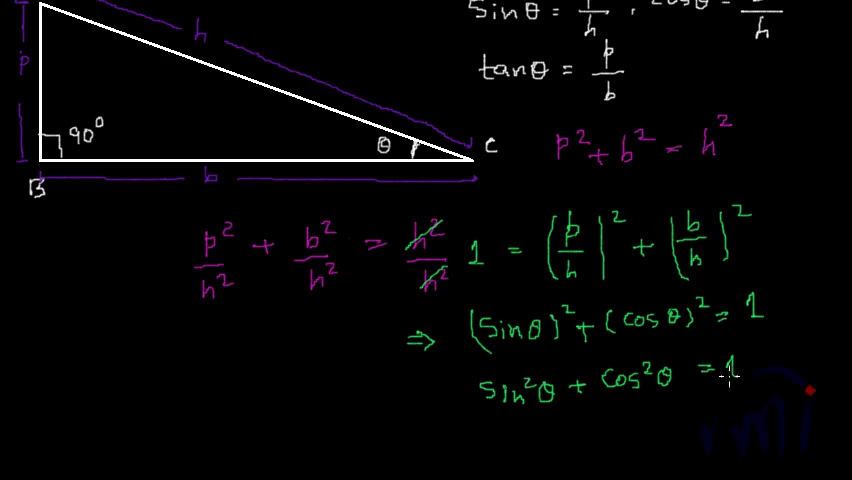 sinθ = p/h , cosθ = b/h
tanθ = p/b
h
p
90°
θ
C
B
b
p² + b² = h²
p²/h² + b²/h² = h²/h²
1 = (p/h)² + (b/h)²
⇒ (sinθ)² + (cosθ)² = 1
sin²θ + cos²θ = 1